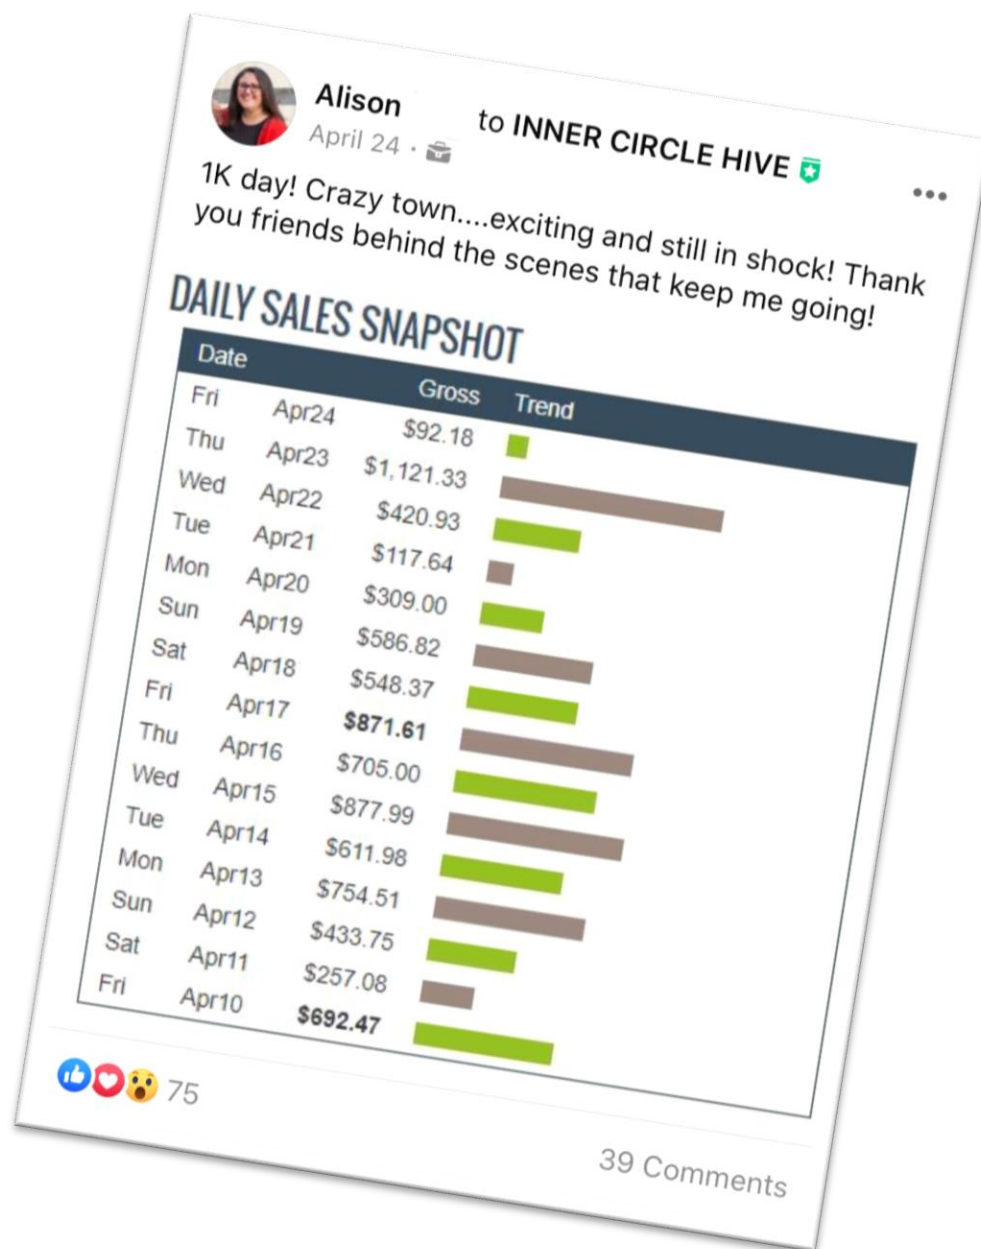 Alison to INNER CIRCLE HIVE
April 24 ·
1K day! Crazy town....exciting and still in shock! Thank
you friends behind the scenes that keep me going!
DAILY SALES SNAPSHOT
Date Gross Trend
Fri Apr24 $92.18
Thu Apr23 $1,121.33
Wed Apr22 $420.93
Tue Apr21 $117.64
Mon Apr20 $309.00
Sun Apr19 $586.82
Sat Apr18 $548.37
Fri Apr17 $871.61
Thu Apr16 $705.00
Wed Apr15 $877.99
Tue Apr14 $611.98
Mon Apr13 $754.51
Sun Apr12 $433.75
Sat Apr11 $257.08
Fri Apr10 $692.47
75
39 Comments